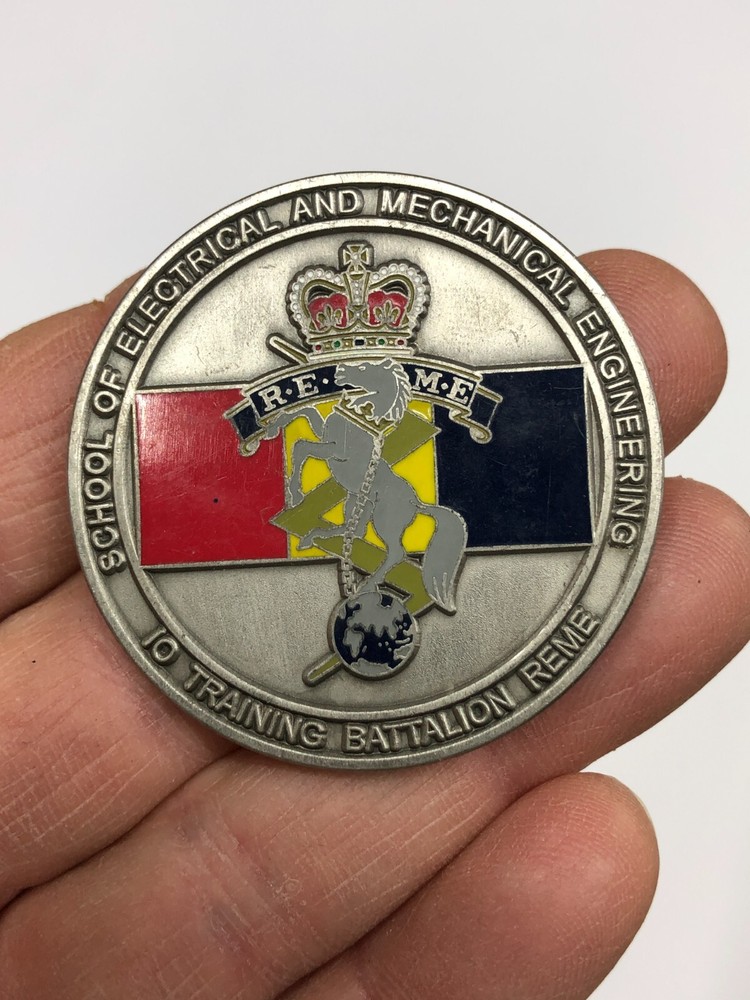 SCHOOL OF ELECTRICAL AND MECHANICAL ENGINEERING
R·E· M·E
10 TRAINING BATTALION REME